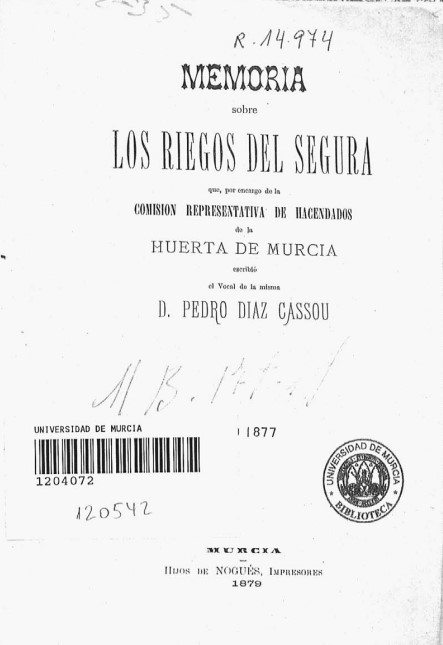 R-14.974
MEMORIA
sobre
LOS RIEGOS DEL SEGURA
que, por encargo de la
COMISION REPRESENTATIVA DE HACENDADOS
de la
HUERTA DE MURCIA
escribió
el Vocal de la misma
D. PEDRO DIAZ CASSOU
UNIVERSIDAD DE MURCIA
1877
1204072
120542
UNIVERSIDAD DE MURCIA
BIBLIOTECA
MURCIA
HIJOS DE NOGUÉS, IMPRESORES
1879